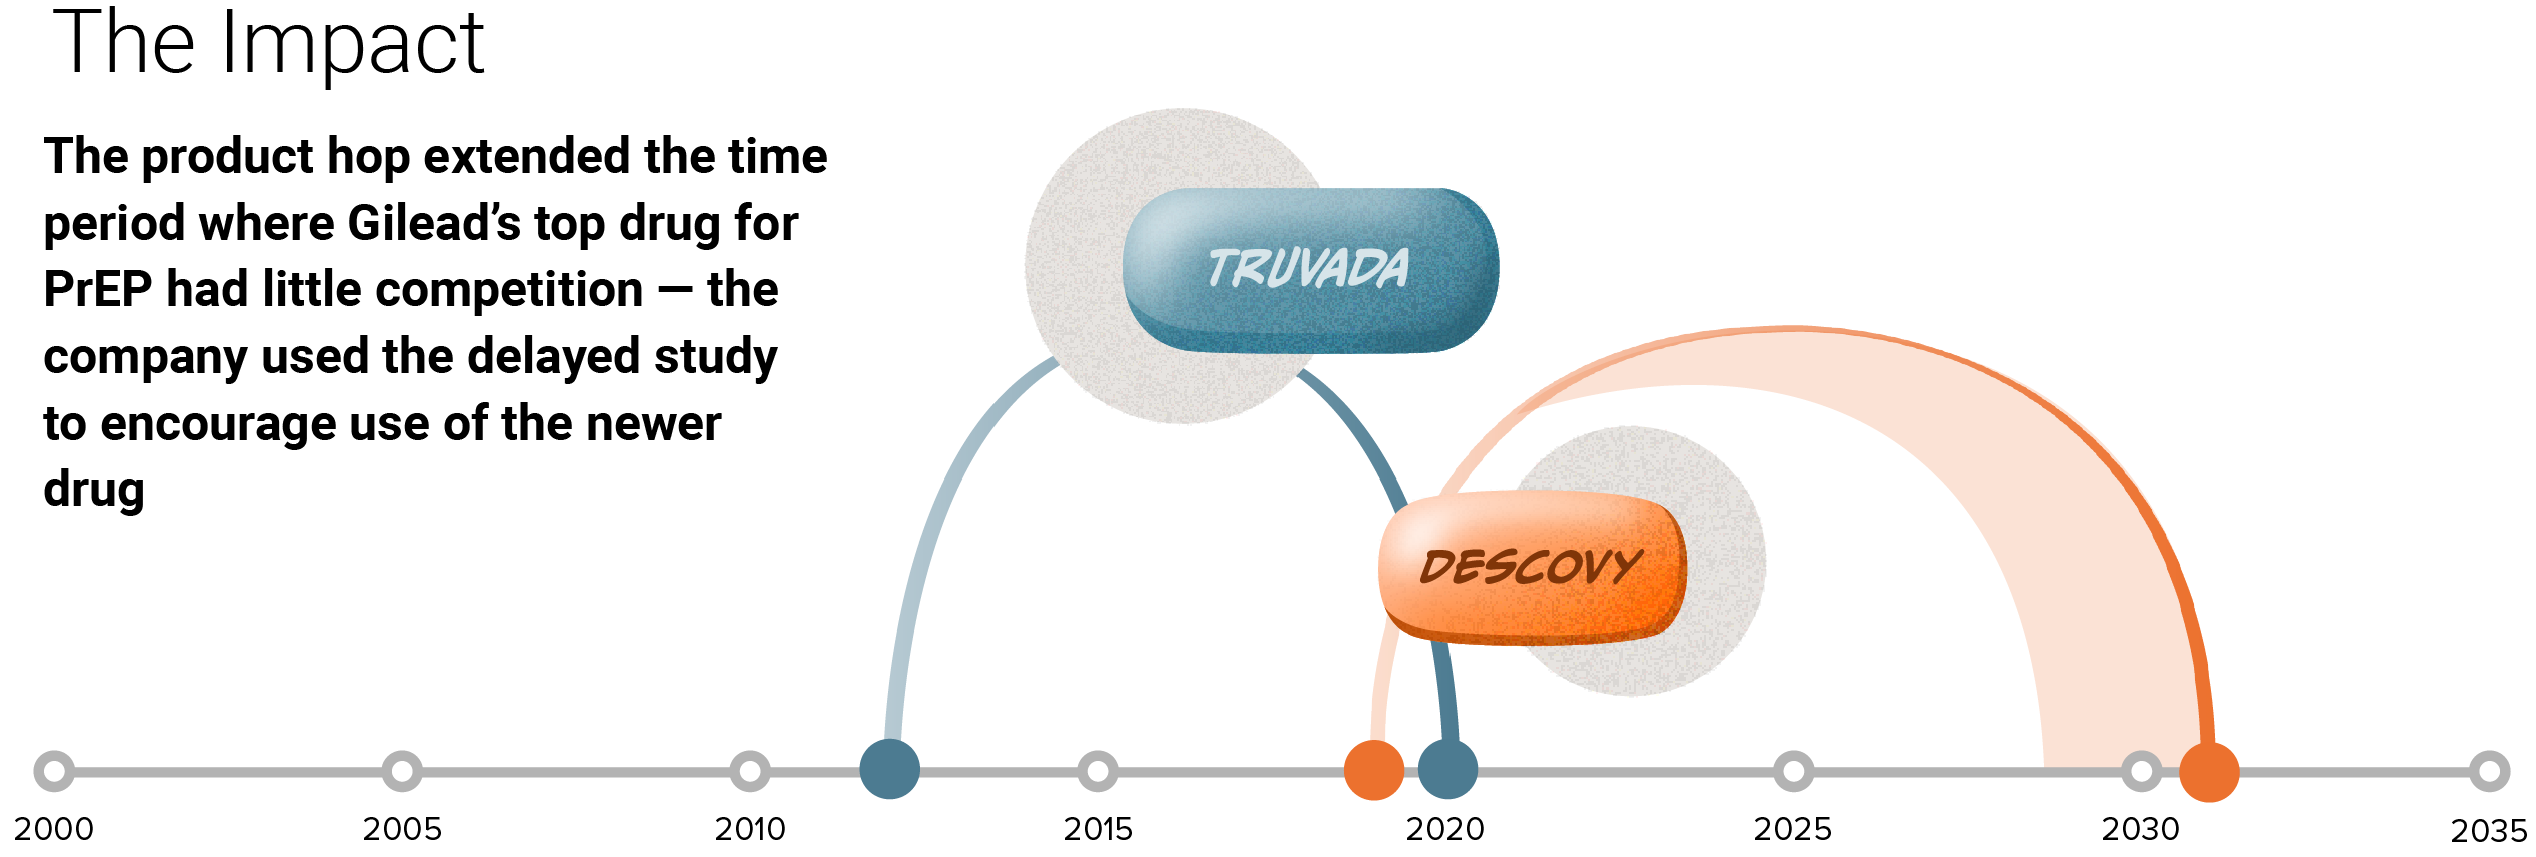 The Impact
The product hop extended the time
period where Gilead’s top drug for
PrEP had little competition — the
company used the delayed study
to encourage use of the newer
drug
TRUVADA
DESCOVY
2000 2005 2010 2015 2020 2025 2030 2035